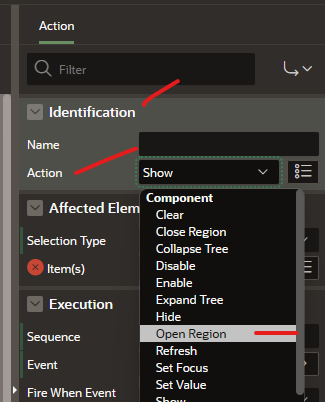 Action
Filter
Identification
Name
Action
Show
Component
Clear
Close Region
Collapse Tree
Disable
Enable
Expand Tree
Hide
Open Region
Refresh
Set Focus
Set Value
Affected Elem
Selection Type
Item(s)
Execution
Sequence
Event
Fire When Event